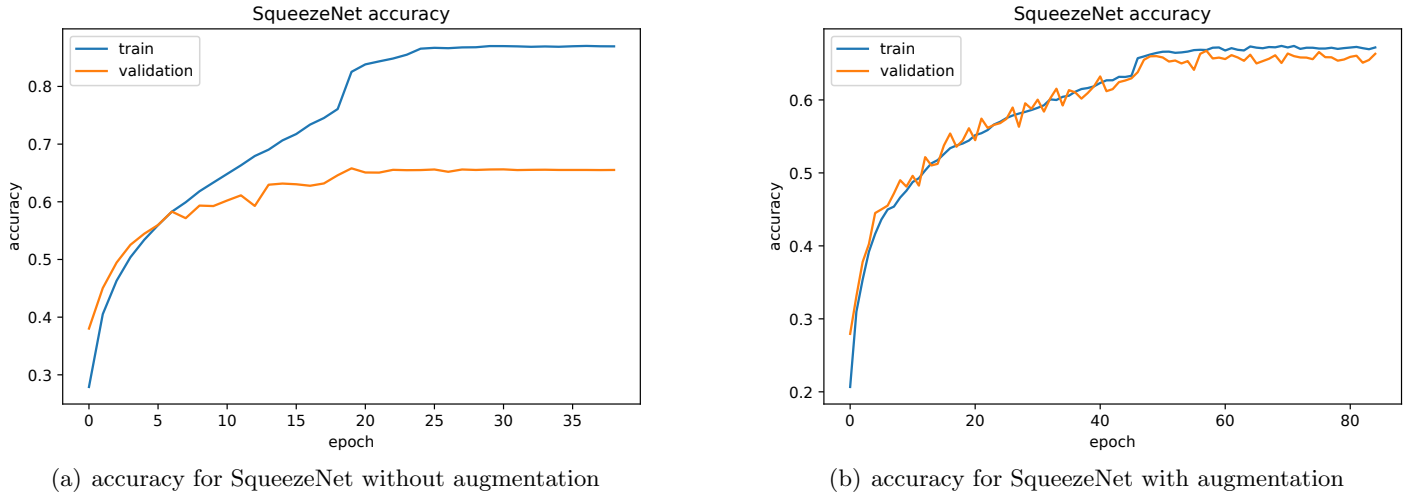 SqueezeNet accuracy
train
validation
accuracy
0.8
0.7
0.6
0.5
0.4
0.3
0 5 10 15 20 25 30 35
epoch
(a) accuracy for SqueezeNet without augmentation
SqueezeNet accuracy
train
validation
accuracy
0.6
0.5
0.4
0.3
0.2
0 20 40 60 80
epoch
(b) accuracy for SqueezeNet with augmentation